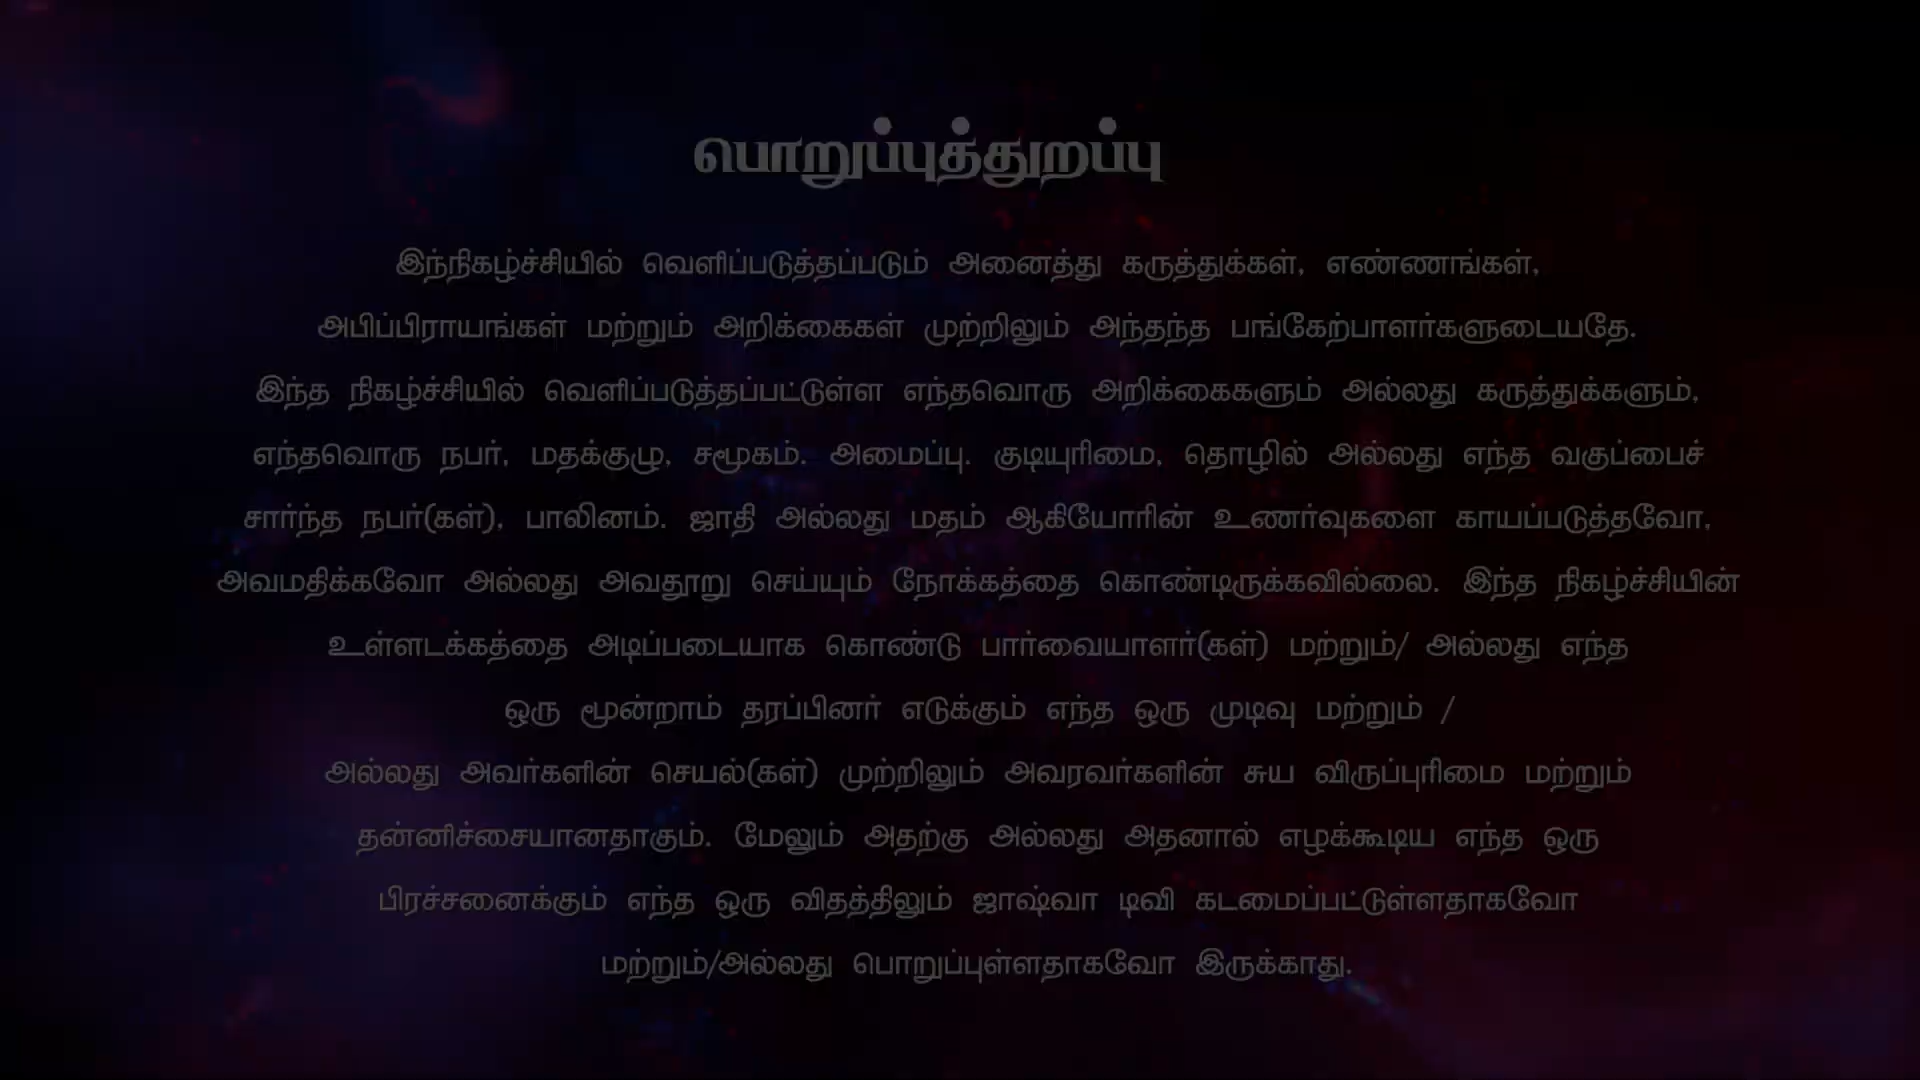 பொறுப்புத்துறப்பு
இந்நிகழ்ச்சியில் வெளிப்படுத்தப்படும் அனைத்து கருத்துக்கள், எண்ணங்கள்,
அபிப்பிராயங்கள் மற்றும் அறிக்கைகள் முற்றிலும் அந்தந்த பங்கேற்பாளர்களுடையதே.
இந்த நிகழ்ச்சியில் வெளிப்படுத்தப்பட்டுள்ள எந்தவொரு அறிக்கைகளும் அல்லது கருத்துக்களும்,
எந்தவொரு நபர், மதக்குழு, சமூகம். அமைப்பு. குடியுரிமை, தொழில் அல்லது எந்த வகுப்பைச்
சார்ந்த நபர்(கள்), பாலினம். ஜாதி அல்லது மதம் ஆகியோரின் உணர்வுகளை காயப்படுத்தவோ,
அவமதிக்கவோ அல்லது அவதூறு செய்யும் நோக்கத்தை கொண்டிருக்கவில்லை. இந்த நிகழ்ச்சியின்
உள்ளடக்கத்தை அடிப்படையாக கொண்டு பார்வையாளர்(கள்) மற்றும்/ அல்லது எந்த
ஒரு மூன்றாம் தரப்பினர் எடுக்கும் எந்த ஒரு முடிவு மற்றும் /
அல்லது அவர்களின் செயல்(கள்) முற்றிலும் அவரவர்களின் சுய விருப்புரிமை மற்றும்
தன்னிச்சையானதாகும். மேலும் அதற்கு அல்லது அதனால் எழக்கூடிய எந்த ஒரு
பிரச்சனைக்கும் எந்த ஒரு விதத்திலும் ஜாஷ்வா டிவி கடமைப்பட்டுள்ளதாகவோ
மற்றும்/அல்லது பொறுப்புள்ளதாகவோ இருக்காது.